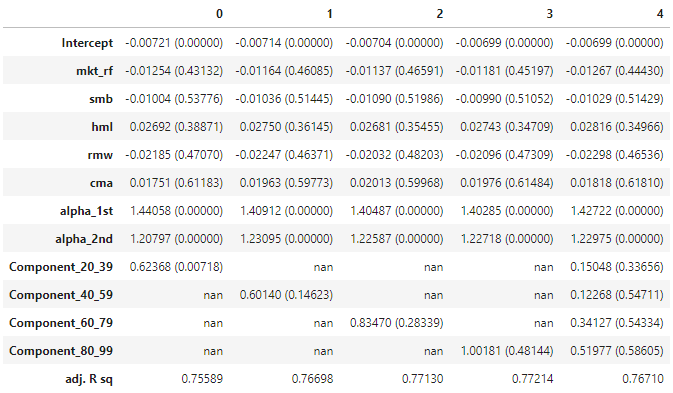 0 1 2 3 4
Intercept -0.00721 (0.00000) -0.00714 (0.00000) -0.00704 (0.00000) -0.00699 (0.00000) -0.00699 (0.00000)
mkt_rf -0.01254 (0.43132) -0.01164 (0.46085) -0.01137 (0.46591) -0.01181 (0.45197) -0.01267 (0.44430)
smb -0.01004 (0.53776) -0.01036 (0.51445) -0.01090 (0.51986) -0.00990 (0.51052) -0.01029 (0.51429)
hml 0.02692 (0.38871) 0.02750 (0.36145) 0.02681 (0.35455) 0.02743 (0.34709) 0.02816 (0.34966)
rmw -0.02185 (0.47070) -0.02247 (0.46371) -0.02032 (0.48203) -0.02096 (0.47309) -0.02298 (0.46536)
cma 0.01751 (0.61183) 0.01963 (0.59773) 0.02013 (0.59968) 0.01976 (0.61484) 0.01818 (0.61810)
alpha_1st 1.44058 (0.00000) 1.40912 (0.00000) 1.40487 (0.00000) 1.40285 (0.00000) 1.42722 (0.00000)
alpha_2nd 1.20797 (0.00000) 1.23095 (0.00000) 1.22587 (0.00000) 1.22718 (0.00000) 1.22975 (0.00000)
Component_20_39 0.62368 (0.00718) nan nan nan 0.15048 (0.33656)
Component_40_59 nan 0.60140 (0.14623) nan nan 0.12268 (0.54711)
Component_60_79 nan nan 0.83470 (0.28339) nan 0.34127 (0.54334)
Component_80_99 nan nan nan 1.00181 (0.48144) 0.51977 (0.58605)
adj. R sq 0.75589 0.76698 0.77130 0.77214 0.76710